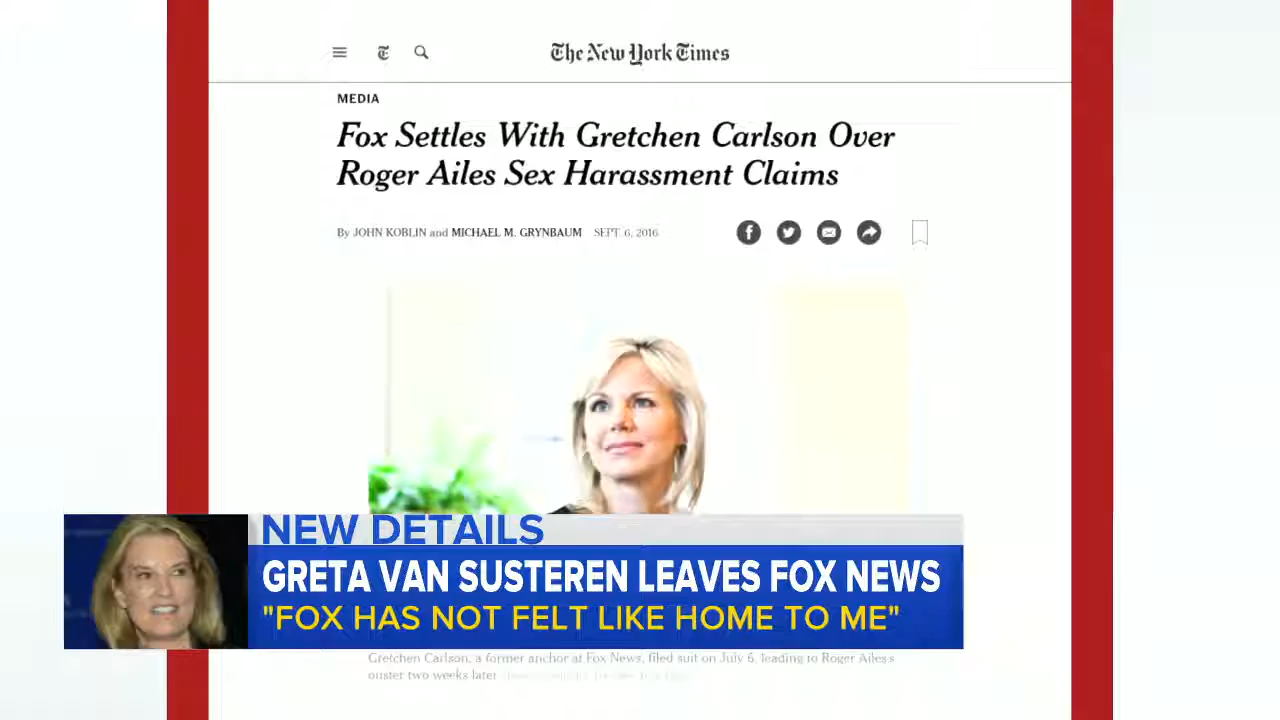 The New York Times
MEDIA
Fox Settles With Gretchen Carlson Over
Roger Ailes Sex Harassment Claims
By JOHN KOBLIN and MICHAEL M. GRYNBAUM SEPT. 6, 2016
NEW DETAILS
GRETA VAN SUSTEREN LEAVES FOX NEWS
"FOX HAS NOT FELT LIKE HOME TO ME"
Gretchen Carlson, a former anchor at Fox News, filed suit on July 6, leading to Roger Ailes's
ouster two weeks later